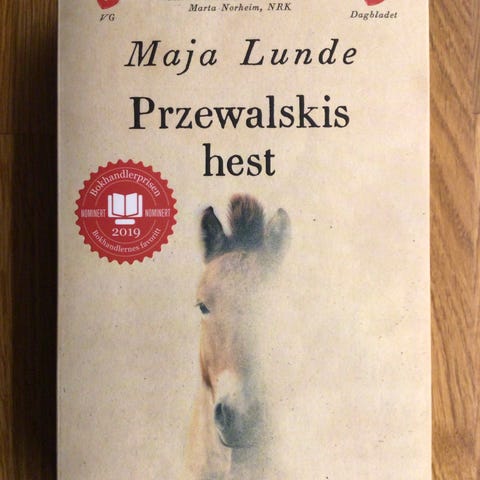 VG
Marta Norheim, NRK
Dagbladet
Maja Lunde
Przewalskis
hest
Bokhandlerprisen
NOMINERT NOMINERT
2019
Bokhandlernes favoritt